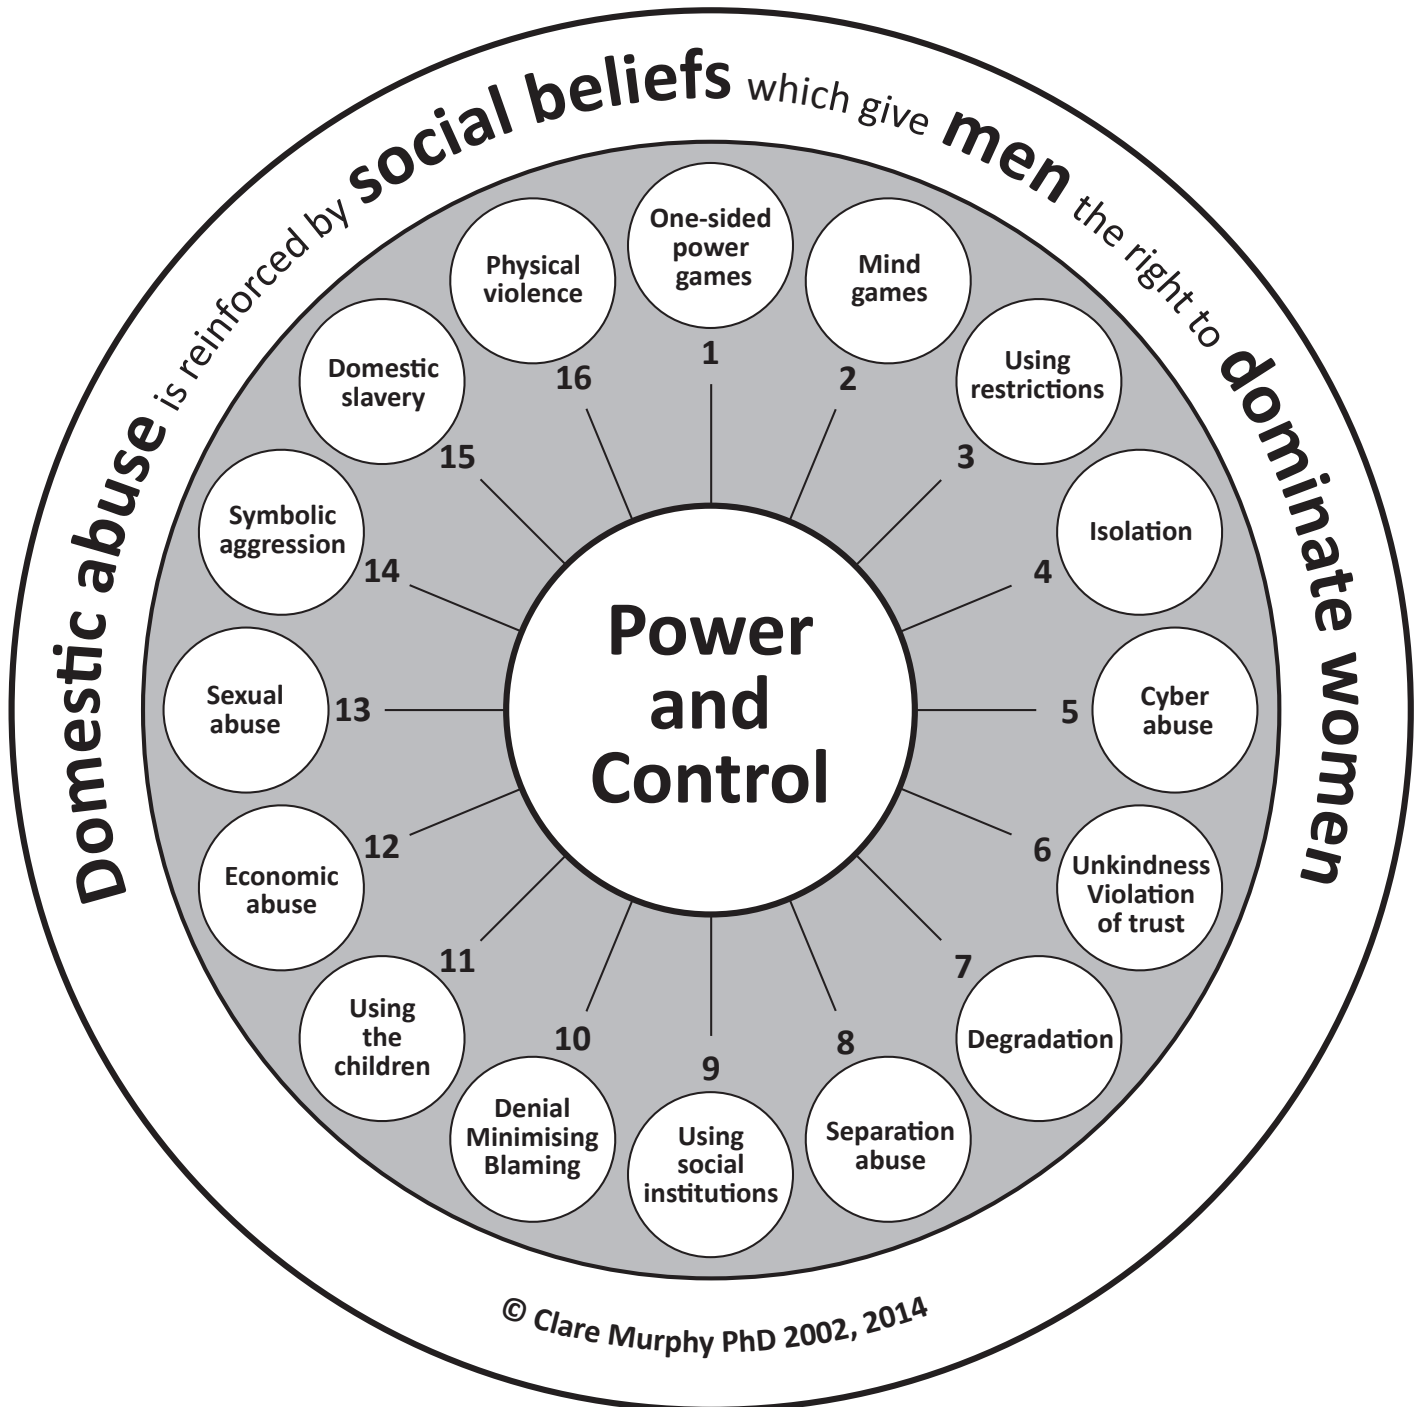 Domestic abuse is reinforced by social beliefs which give men the right to dominate women
One-sided
power
games
1
Mind
games
2
Using
restrictions
3
Isolation
4
Cyber
abuse
5
Unkindness
Violation
of trust
6
Degradation
7
Separation
abuse
8
Using
social
institutions
9
Denial
Minimising
Blaming
10
Using
the
children
11
Economic
abuse
12
Sexual
abuse
13
Symbolic
aggression
14
Domestic
slavery
15
Physical
violence
16
Power
and
Control
© Clare Murphy PhD 2002, 2014